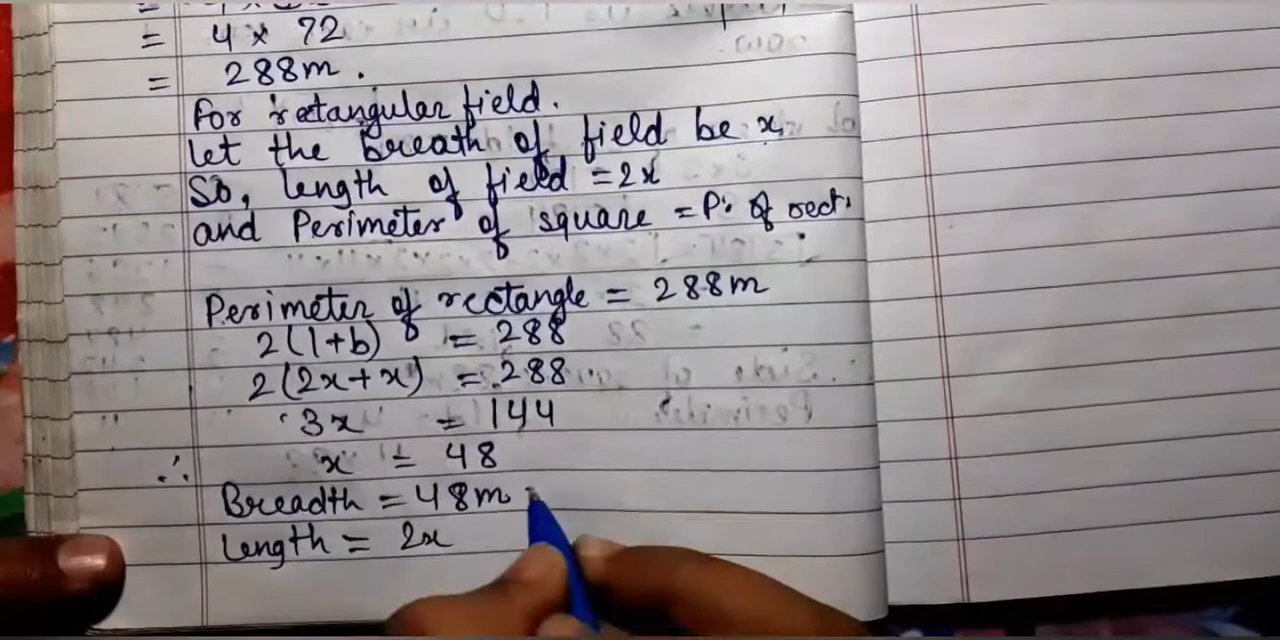 = 4 × 72
= 288m.
For rectangular field.
Let the breath of field be x,
So, length of field = 2x
and Perimeter of square = P. of rect.
Perimeter of rectangle = 288m
2(l+b) = 288
2(2x+x) = 288
3x = 144
∴ x = 48
Breadth = 48m
Length = 2x